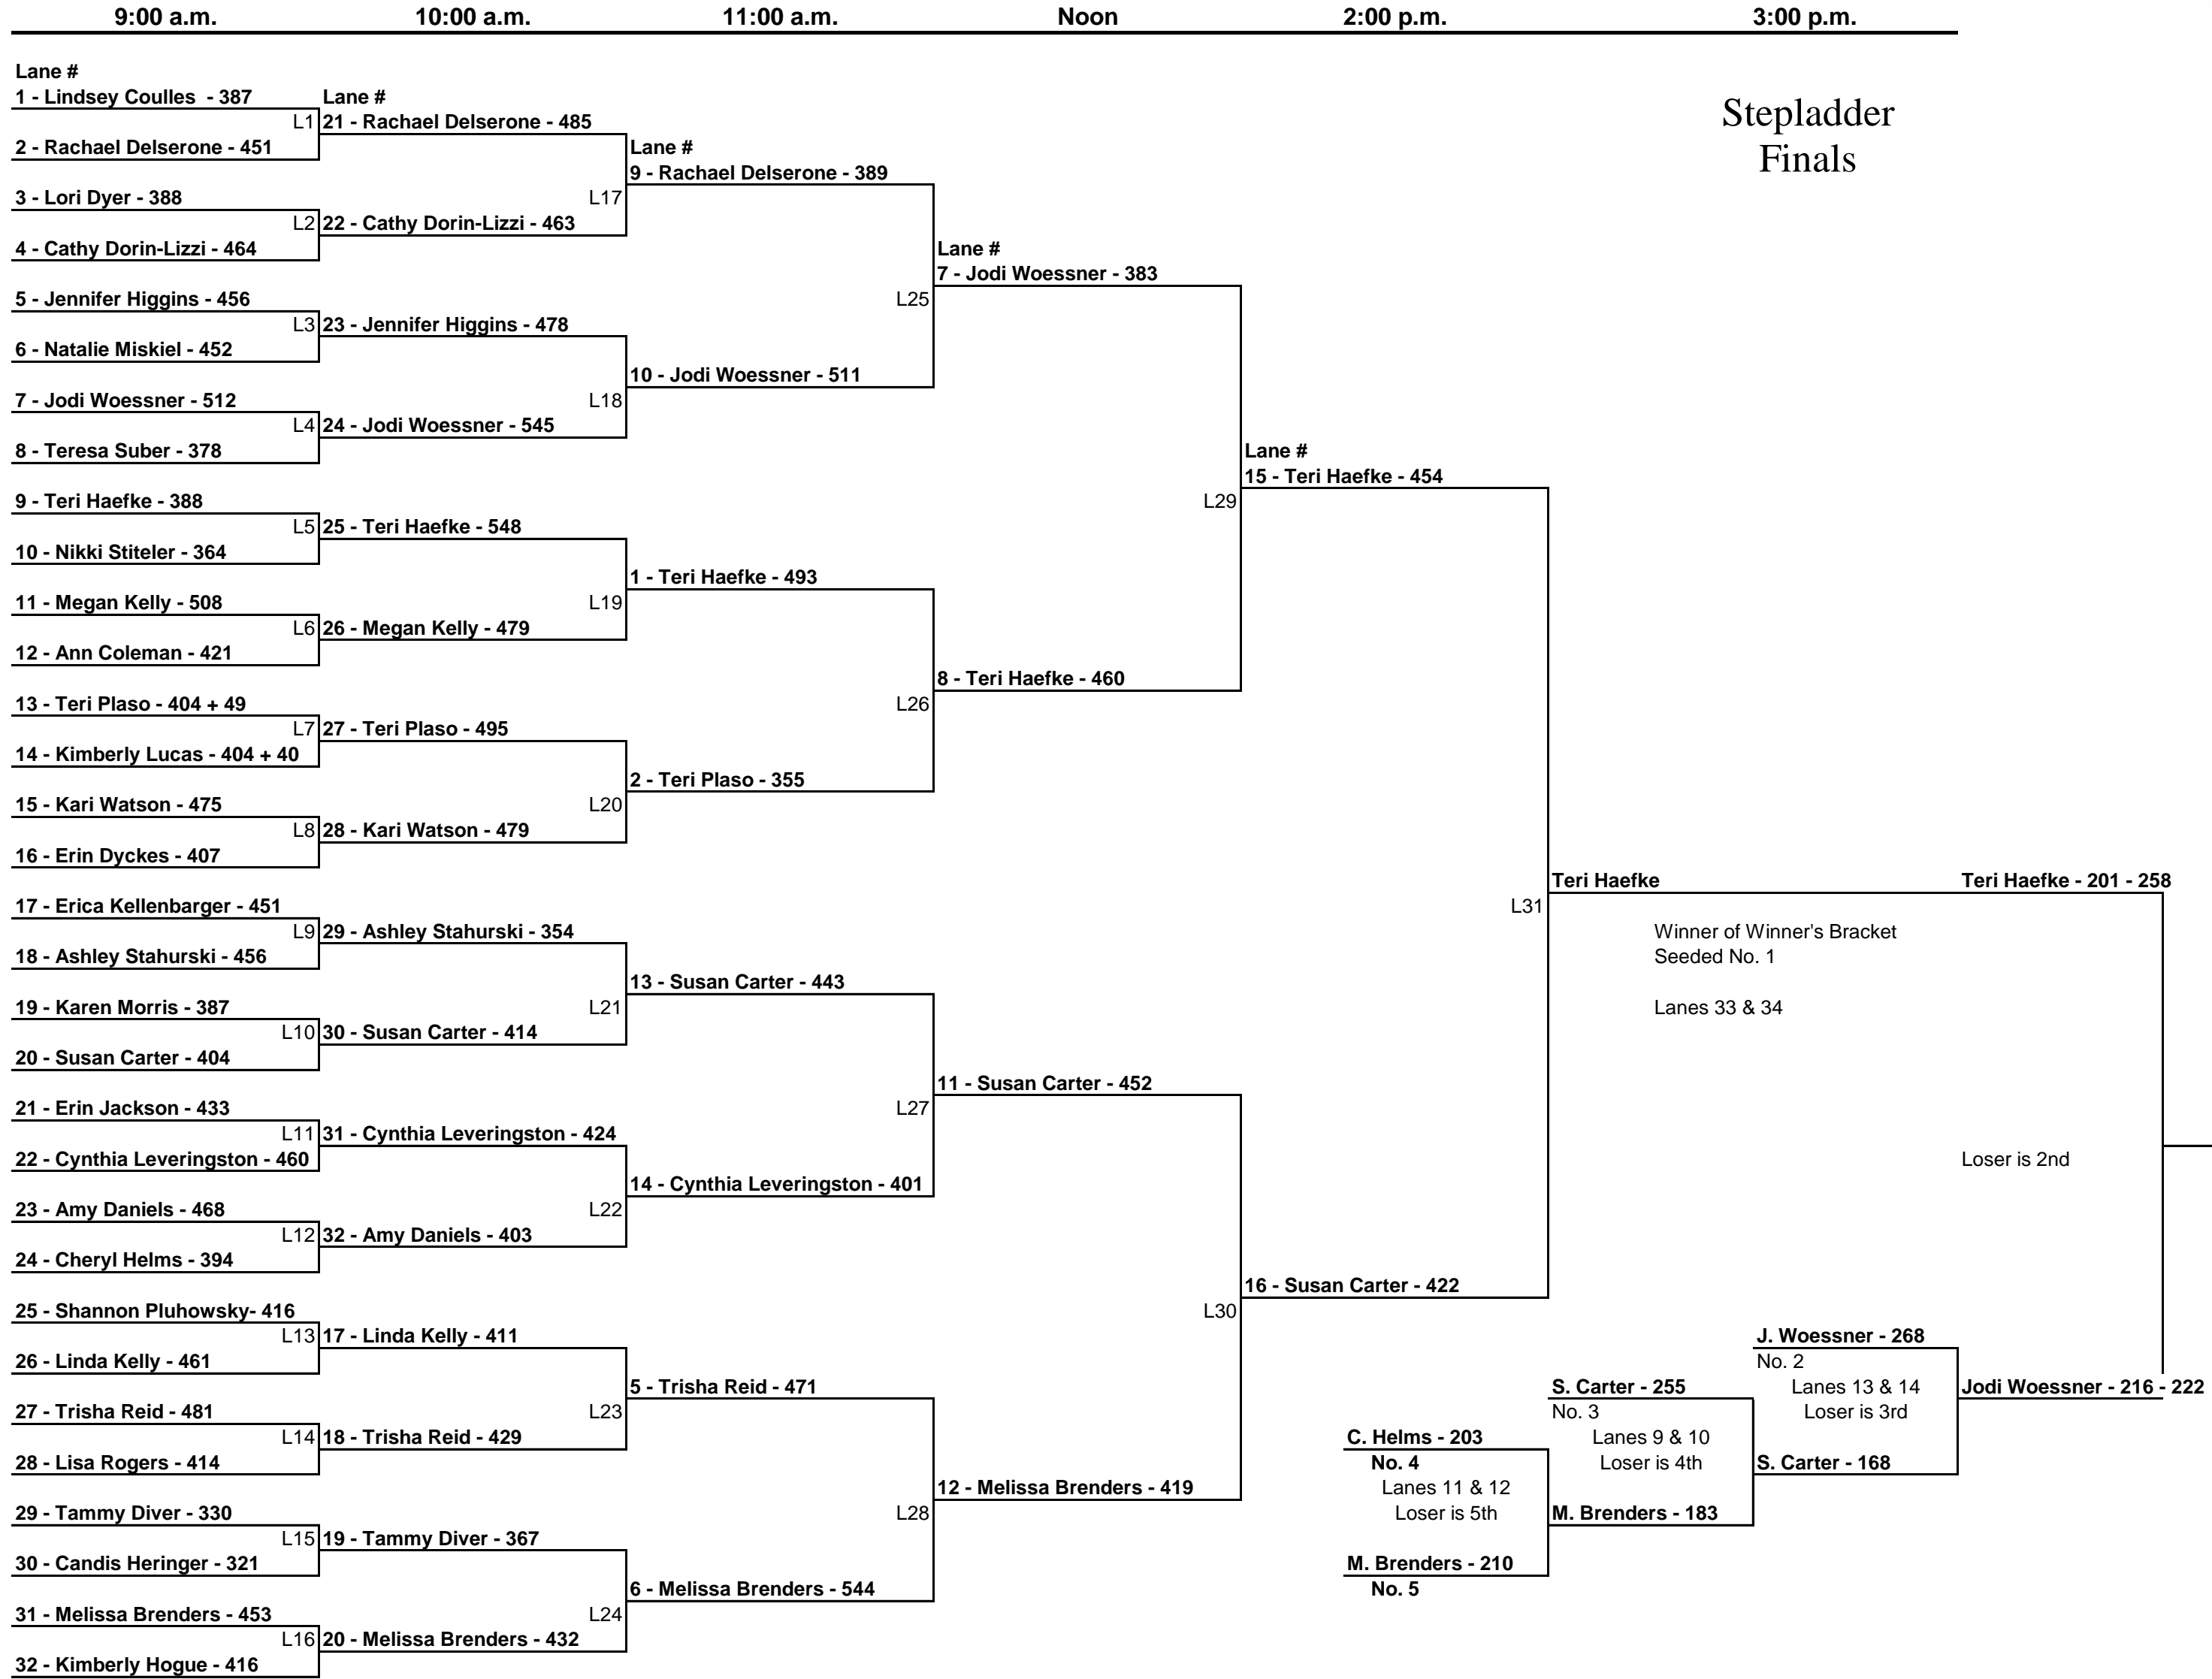 9:00 a.m. 10:00 a.m. 11:00 a.m. Noon 2:00 p.m. 3:00 p.m.
Stepladder
Finals
Lane #
1 - Lindsey Coulles  - 387
L1
2 - Rachael Delserone - 451
3 - Lori Dyer - 388
L2
4 - Cathy Dorin-Lizzi - 464
5 - Jennifer Higgins - 456
L3
6 - Natalie Miskiel - 452
7 - Jodi Woessner - 512
L4
8 - Teresa Suber - 378
9 - Teri Haefke - 388
L5
10 - Nikki Stiteler - 364
11 - Megan Kelly - 508
L6
12 - Ann Coleman - 421
13 - Teri Plaso - 404 + 49
L7
14 - Kimberly Lucas - 404 + 40
15 - Kari Watson - 475
L8
16 - Erin Dyckes - 407
17 - Erica Kellenbarger - 451
L9
18 - Ashley Stahurski - 456
19 - Karen Morris - 387
L10
20 - Susan Carter - 404
21 - Erin Jackson - 433
L11
22 - Cynthia Leveringston - 460
23 - Amy Daniels - 468
L12
24 - Cheryl Helms - 394
25 - Shannon Pluhowsky- 416
L13
26 - Linda Kelly - 461
27 - Trisha Reid - 481
L14
28 - Lisa Rogers - 414
29 - Tammy Diver - 330
L15
30 - Candis Heringer - 321
31 - Melissa Brenders - 453
L16
32 - Kimberly Hogue - 416
Lane #
21 - Rachael Delserone - 485
L17
22 - Cathy Dorin-Lizzi - 463
23 - Jennifer Higgins - 478
L18
24 - Jodi Woessner - 545
25 - Teri Haefke - 548
L19
26 - Megan Kelly - 479
27 - Teri Plaso - 495
L20
28 - Kari Watson - 479
29 - Ashley Stahurski - 354
L21
30 - Susan Carter - 414
31 - Cynthia Leveringston - 424
L22
32 - Amy Daniels - 403
17 - Linda Kelly - 411
L23
18 - Trisha Reid - 429
19 - Tammy Diver - 367
L24
20 - Melissa Brenders - 432
Lane #
9 - Rachael Delserone - 389
L25
10 - Jodi Woessner - 511
1 - Teri Haefke - 493
L26
2 - Teri Plaso - 355
13 - Susan Carter - 443
L27
14 - Cynthia Leveringston - 401
5 - Trisha Reid - 471
L28
6 - Melissa Brenders - 544
Lane #
7 - Jodi Woessner - 383
L29
8 - Teri Haefke - 460
11 - Susan Carter - 452
L30
12 - Melissa Brenders - 419
Lane #
15 - Teri Haefke - 454
L31
16 - Susan Carter - 422
Teri Haefke
Winner of Winner's Bracket
Seeded No. 1
Lanes 33 & 34
C. Helms - 203
No. 4
Lanes 11 & 12
Loser is 5th
M. Brenders - 210
No. 5
S. Carter - 255
No. 3
Lanes 9 & 10
Loser is 4th
M. Brenders - 183
J. Woessner - 268
No. 2
Lanes 13 & 14
Loser is 3rd
S. Carter - 168
Teri Haefke - 201 - 258
Loser is 2nd
Jodi Woessner - 216 - 222